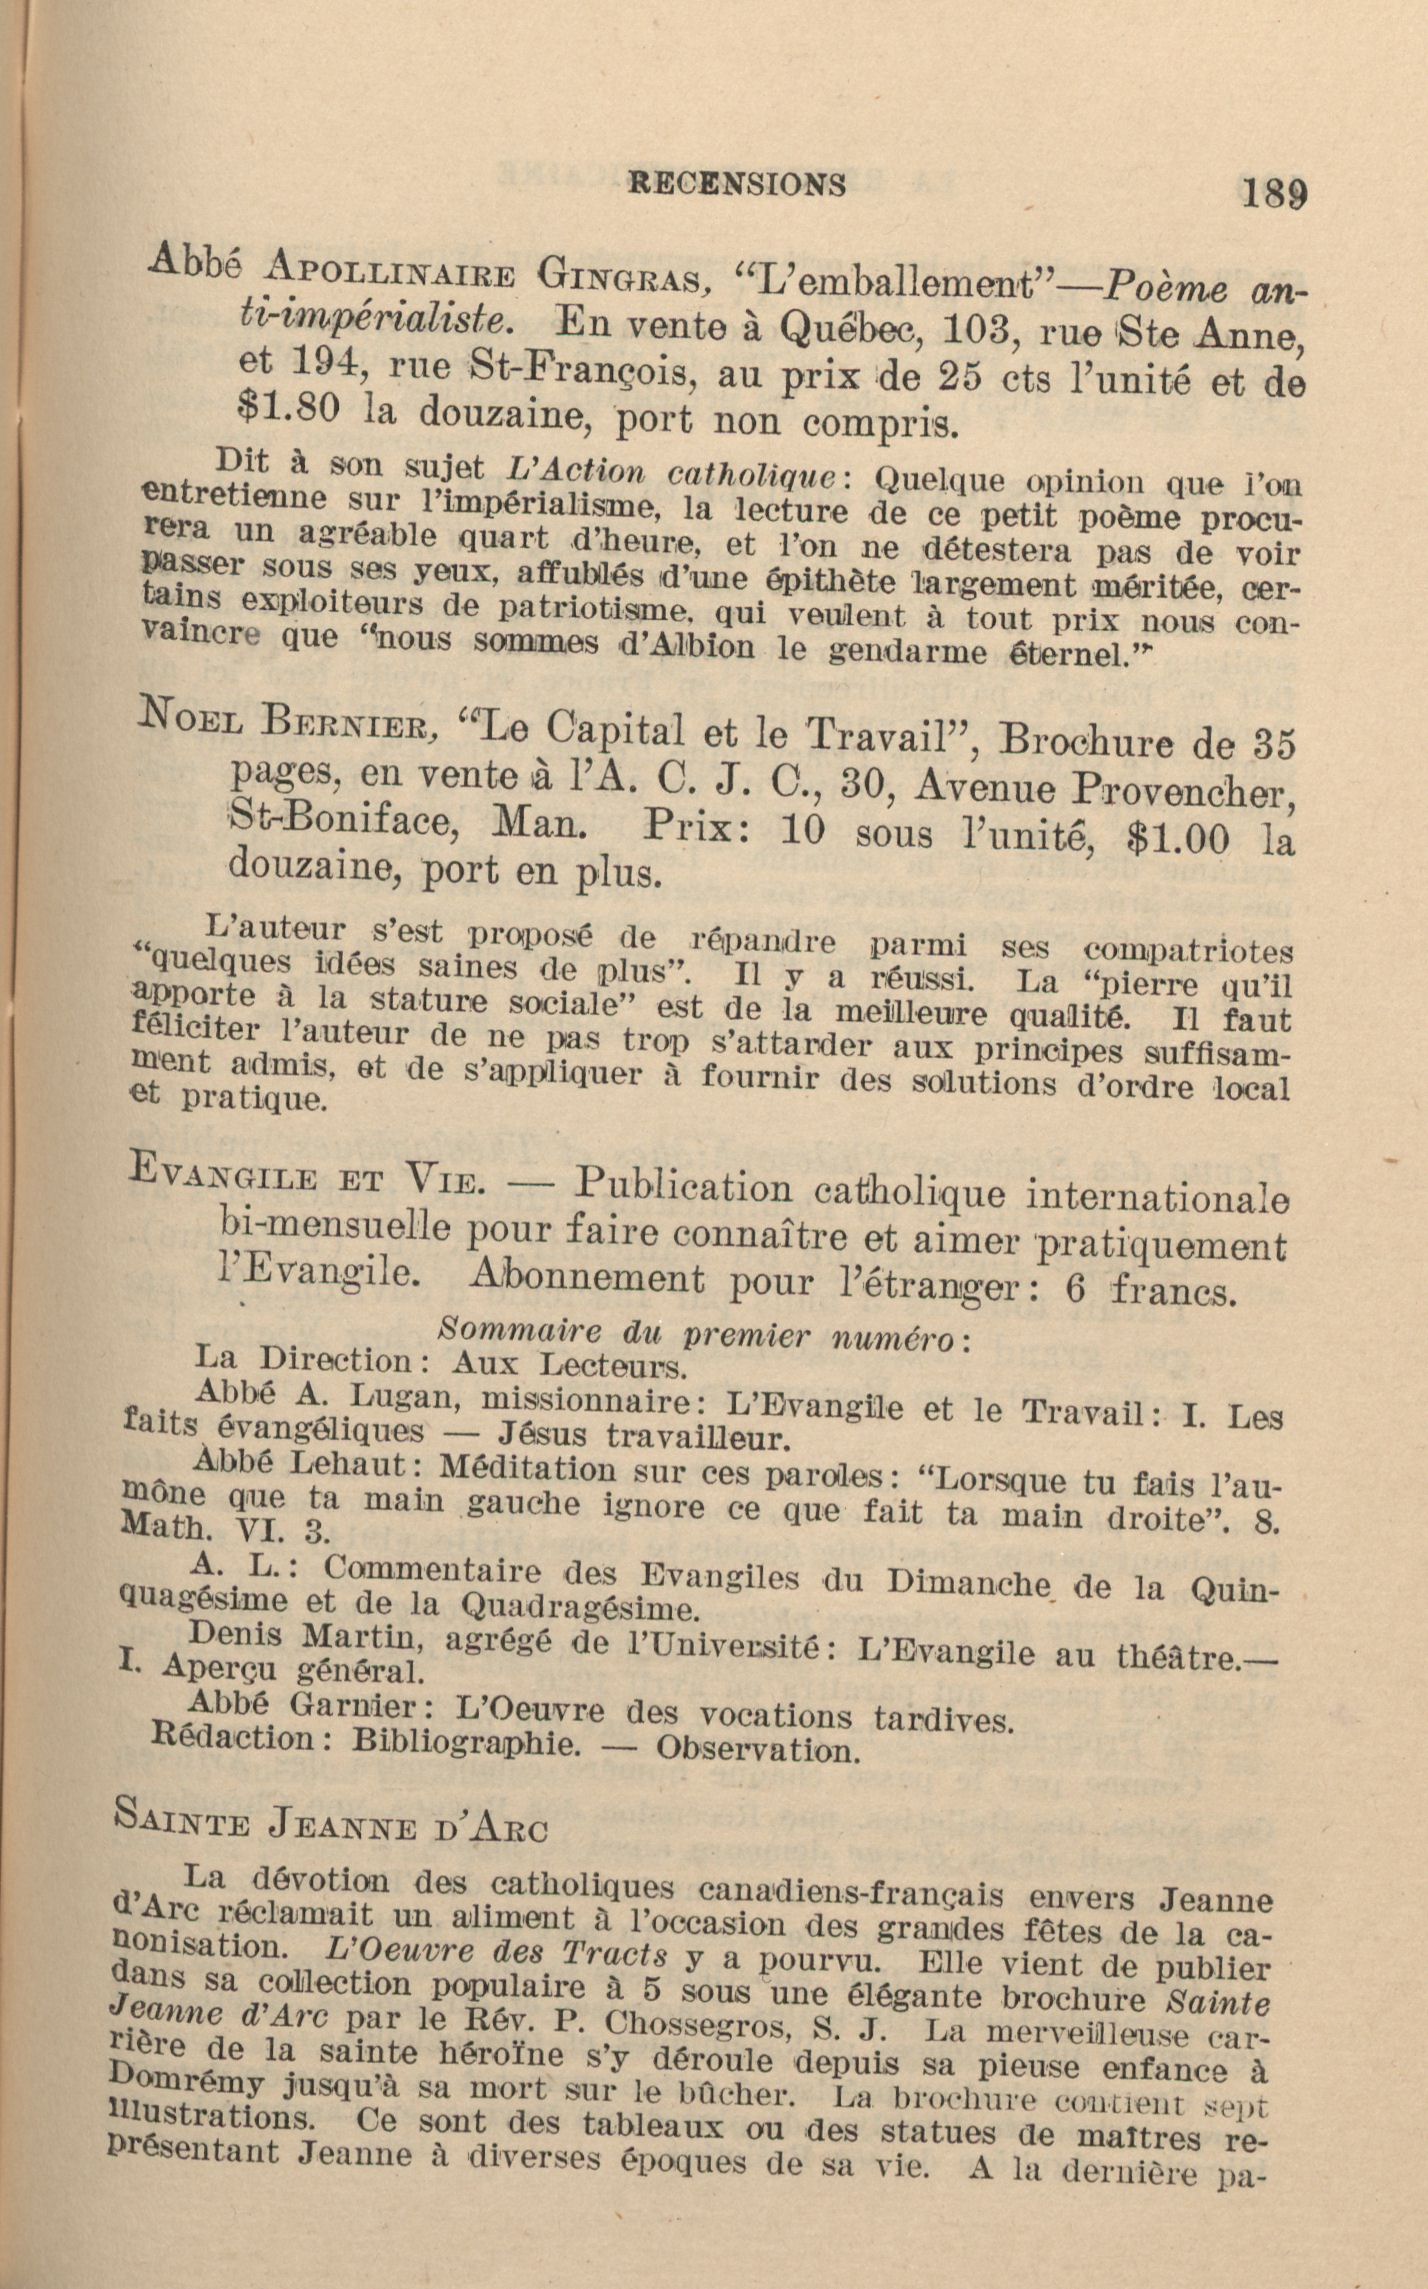 RECENSIONS 189
Abbé APOLLINAIRE GINGRAS, “L’emballement”—Poème an-
ti-impérialiste. En vente à Québec, 103, rue Ste Anne,
et 194, rue St-François, au prix de 25 cts l’unité et de
$1.80 la douzaine, port non compris.
Dit à son sujet L’Action catholique: Quelque opinion que l’on
entretienne sur l’impérialisme, la lecture de ce petit poème procu-
rera un agréable quart d’heure, et l’on ne détestera pas de voir
passer sous ses yeux, affublés d’une épithète largement méritée, cer-
tains exploiteurs de patriotisme, qui veulent à tout prix nous con-
vaincre que “nous sommes d’Albion le gendarme éternel.”
NOEL BERNIER, “Le Capital et le Travail”, Brochure de 35
pages, en vente à l’A. C. J. C., 30, Avenue Provencher,
St-Boniface, Man. Prix: 10 sous l’unité, $1.00 la
douzaine, port en plus.
L’auteur s’est proposé de répandre parmi ses compatriotes
“quelques idées saines de plus”. Il y a réussi. La “pierre qu’il
apporte à la stature sociale” est de la meilleure qualité. Il faut
féliciter l’auteur de ne pas trop s’attarder aux principes suffisam-
ment admis, et de s’appliquer à fournir des solutions d’ordre local
et pratique.
EVANGILE ET VIE. — Publication catholique internationale
bi-mensuelle pour faire connaître et aimer pratiquement
l’Evangile. Abonnement pour l’étranger: 6 francs.
Sommaire du premier numéro:
La Direction: Aux Lecteurs.
Abbé A. Lugan, missionnaire: L’Evangile et le Travail: I. Les
faits évangéliques — Jésus travailleur.
Abbé Lehaut: Méditation sur ces paroles: “Lorsque tu fais l’au-
mône que ta main gauche ignore ce que fait ta main droite”. S.
Math. VI. 3.
A. L.: Commentaire des Evangiles du Dimanche de la Quin-
quagésime et de la Quadragésime.
Denis Martin, agrégé de l’Université: L’Evangile au théâtre.—
I. Aperçu général.
Abbé Garnier: L’Oeuvre des vocations tardives.
Rédaction: Bibliographie. — Observation.
SAINTE JEANNE D’ARC
La dévotion des catholiques canadiens-français envers Jeanne
d’Arc réclamait un aliment à l’occasion des grandes fêtes de la ca-
nonisation. L’Oeuvre des Tracts y a pourvu. Elle vient de publier
dans sa collection populaire à 5 sous une élégante brochure Sainte
Jeanne d’Arc par le Rév. P. Chossegros, S. J. La merveilleuse car-
rière de la sainte héroïne s’y déroule depuis sa pieuse enfance à
Domrémy jusqu’à sa mort sur le bûcher. La brochure contient sept
illustrations. Ce sont des tableaux ou des statues de maîtres re-
présentant Jeanne à diverses époques de sa vie. A la dernière pa-